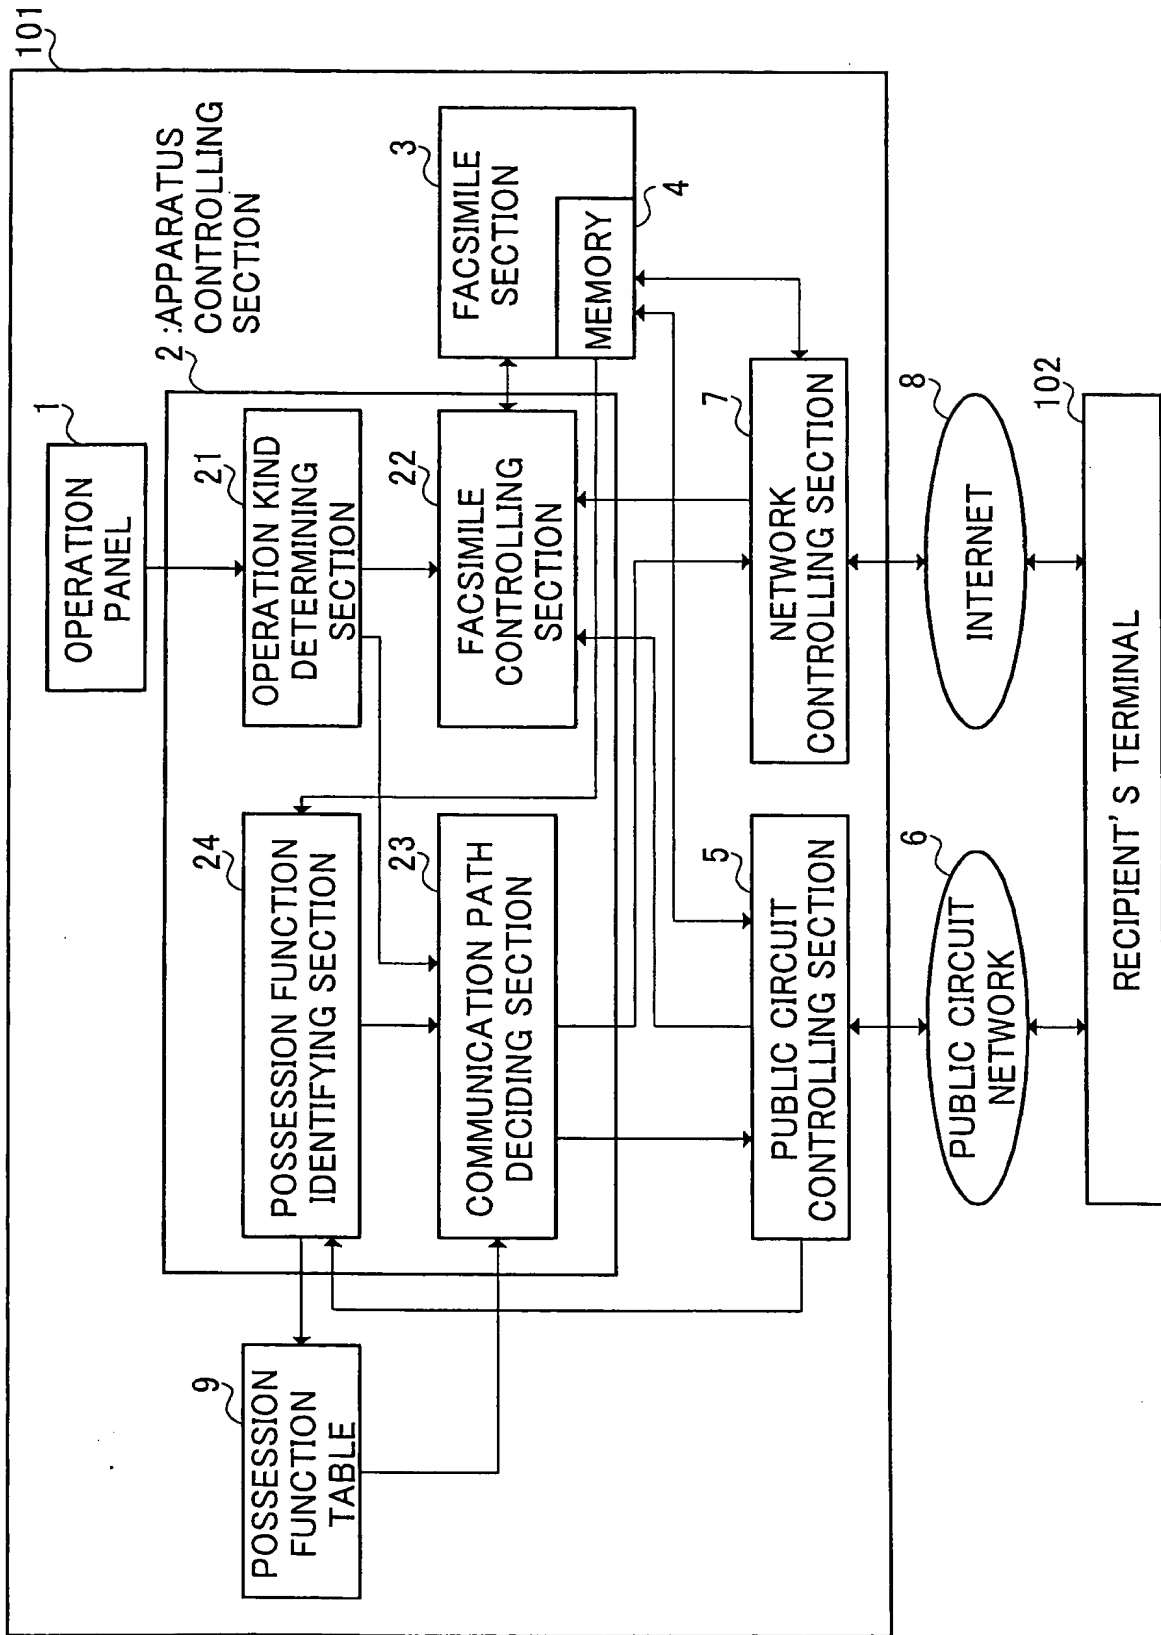 101
1
OPERATION
PANEL
2
:APPARATUS
CONTROLLING
SECTION
21
OPERATION KIND
DETERMINING
SECTION
24
POSSESSION FUNCTION
IDENTIFYING SECTION
9
POSSESSION
FUNCTION
TABLE
3
FACSIMILE
SECTION
4
MEMORY
22
FACSIMILE
CONTROLLING
SECTION
23
COMMUNICATION PATH
DECIDING SECTION
7
NETWORK
CONTROLLING SECTION
5
PUBLIC CIRCUIT
CONTROLLING SECTION
8
INTERNET
6
PUBLIC CIRCUIT
NETWORK
102
RECIPIENT'S TERMINAL